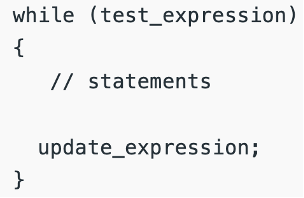 while (test_expression)
{
   // statements

  update_expression;
}